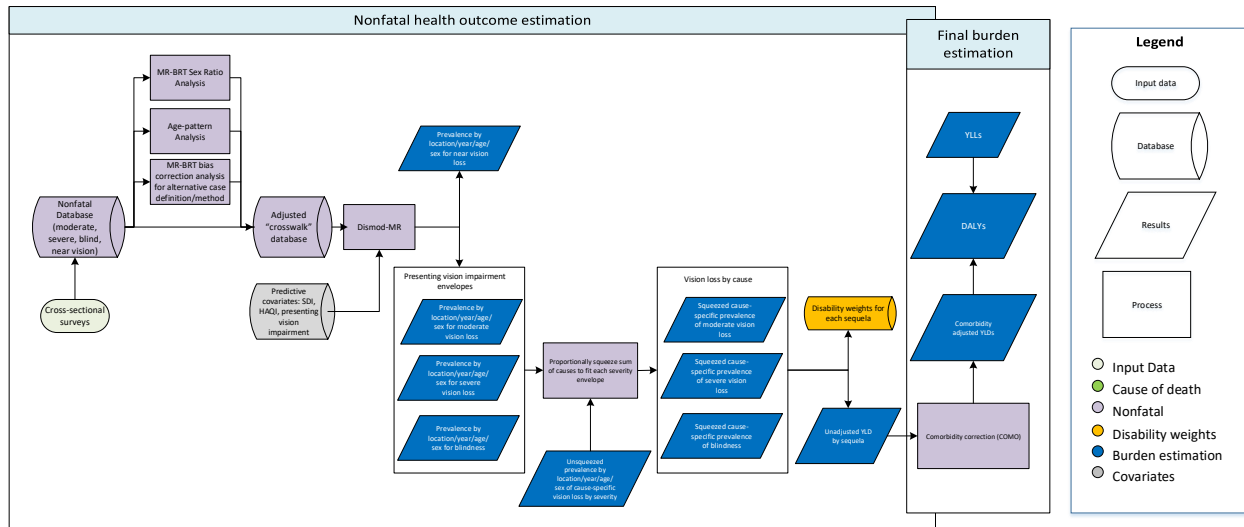 Nonfatal health outcome estimation
Final burden
estimation
MR-BRT Sex Ratio
Analysis
Age-pattern
Analysis
MR-BRT bias
correction analysis
for alternative case
definition/method
Nonfatal
Database
(moderate,
severe, blind,
near vision)
Cross-sectional
surveys
Adjusted
“crosswalk”
database
Dismod-MR
Predictive
covariates: SDI,
HAQI, presenting
vision
impairment
Prevalence by
location/year/age/
sex for near vision
loss
Presenting vision impairment
envelopes
Prevalence by
location/year/age/
sex for moderate
vision loss
Prevalence by
location/year/age/
sex for severe
vision loss
Prevalence by
location/year/age/
sex for blindness
Proportionally squeeze sum
of causes to fit each severity
envelope
Unsqueezed
prevalence by
location/year/age/
sex of cause-specific
vision loss by severity
Vision loss by cause
Squeezed cause-
specific prevalence
of moderate vision
loss
Squeezed cause-
specific prevalence
of severe vision
loss
Squeezed cause-
specific prevalence
of blindness
Disability weights for
each sequela
Unadjusted YLD
by sequela
YLLs
DALYs
Comorbidity
adjusted YLDs
Comorbidity correction (COMO)
Legend
Input data
Database
Results
Process
Input Data
Cause of death
Nonfatal
Disability weights
Burden estimation
Covariates